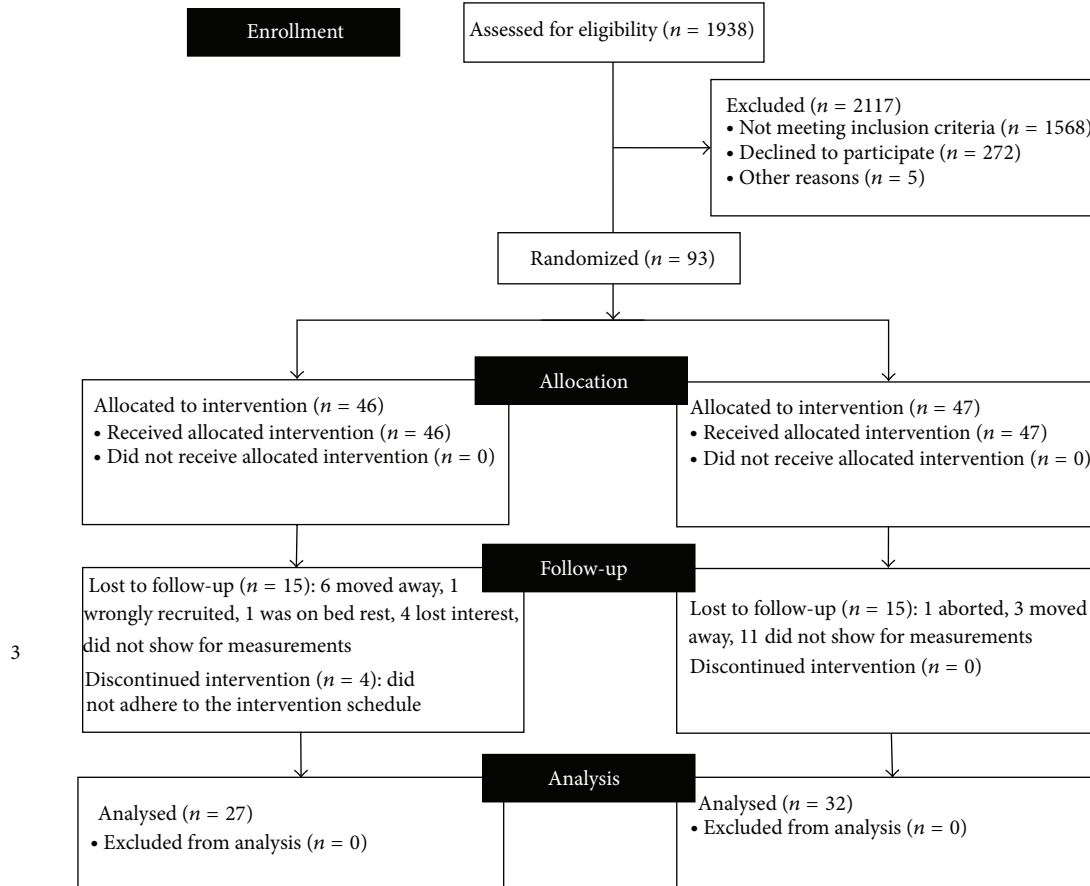 Enrollment
Assessed for eligibility (n = 1938)
Excluded (n = 2117)
• Not meeting inclusion criteria (n = 1568)
• Declined to participate (n = 272)
• Other reasons (n = 5)
Randomized (n = 93)
Allocation
Allocated to intervention (n = 46)
• Received allocated intervention (n = 46)
• Did not receive allocated intervention (n = 0)
Allocated to intervention (n = 47)
• Received allocated intervention (n = 47)
• Did not receive allocated intervention (n = 0)
Follow-up
Lost to follow-up (n = 15): 6 moved away, 1
wrongly recruited, 1 was on bed rest, 4 lost interest,
3
did not show for measurements
Discontinued intervention (n = 4): did
not adhere to the intervention schedule
Lost to follow-up (n = 15): 1 aborted, 3 moved
away, 11 did not show for measurements
Discontinued intervention (n = 0)
Analysis
Analysed (n = 27)
• Excluded from analysis (n = 0)
Analysed (n = 32)
• Excluded from analysis (n = 0)